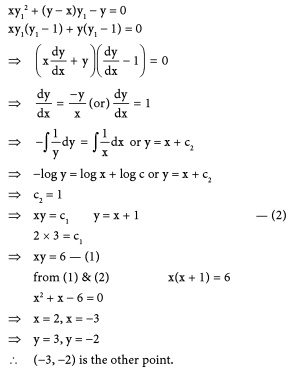 xy₁² + (y – x)y₁ – y = 0
xy₁(y₁ – 1) + y(y₁ – 1) = 0
⇒ (x dy/dx + y)(dy/dx – 1) = 0
⇒ dy/dx = –y/x (or) dy/dx = 1
⇒ –∫1/y dy = ∫1/x dx or y = x + c₂
⇒ –log y = log x + log c or y = x + c₂
⇒ c₂ = 1
⇒ xy = c₁ y = x + 1 — (2)
2 × 3 = c₁
⇒ xy = 6 — (1)
from (1) & (2) x(x + 1) = 6
x² + x – 6 = 0
⇒ x = 2, x = –3
⇒ y = 3, y = –2
∴ (–3, –2) is the other point.